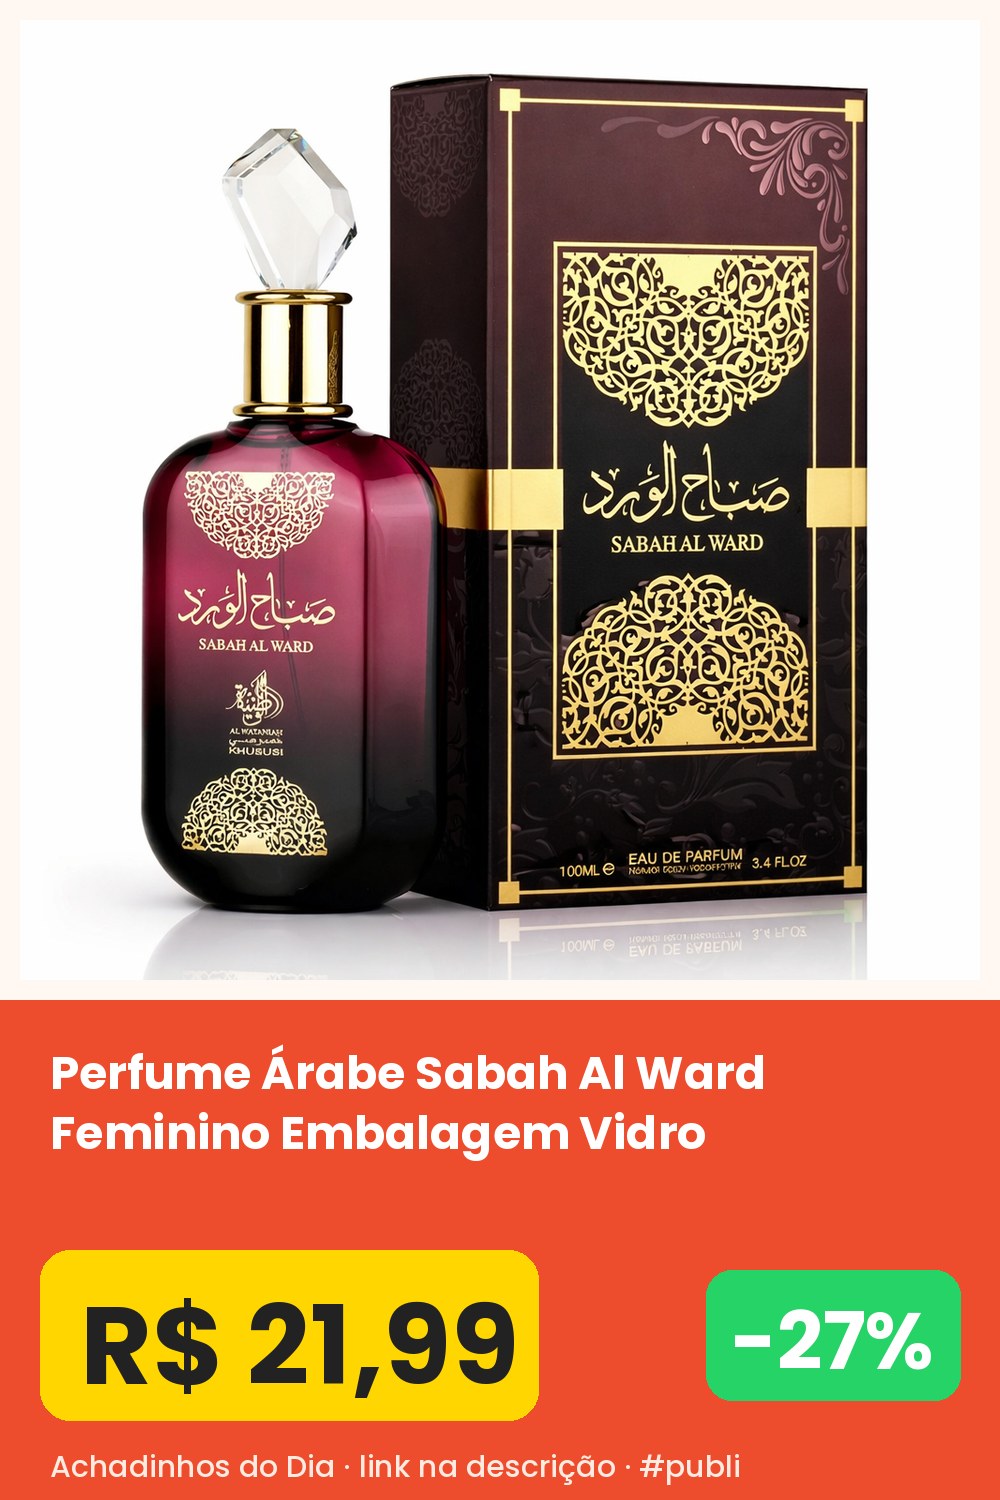 صباح الورد
SABAH AL WARD
100ML e EAU DE PARFUM 3.4 FL.OZ
صباح الورد
SABAH AL WARD
الوطنية
AL WATANIAH
KHUSUSI
Perfume Árabe Sabah Al Ward
Feminino Embalagem Vidro
R$ 21,99
-27%
Achadinhos do Dia · link na descrição · #publi